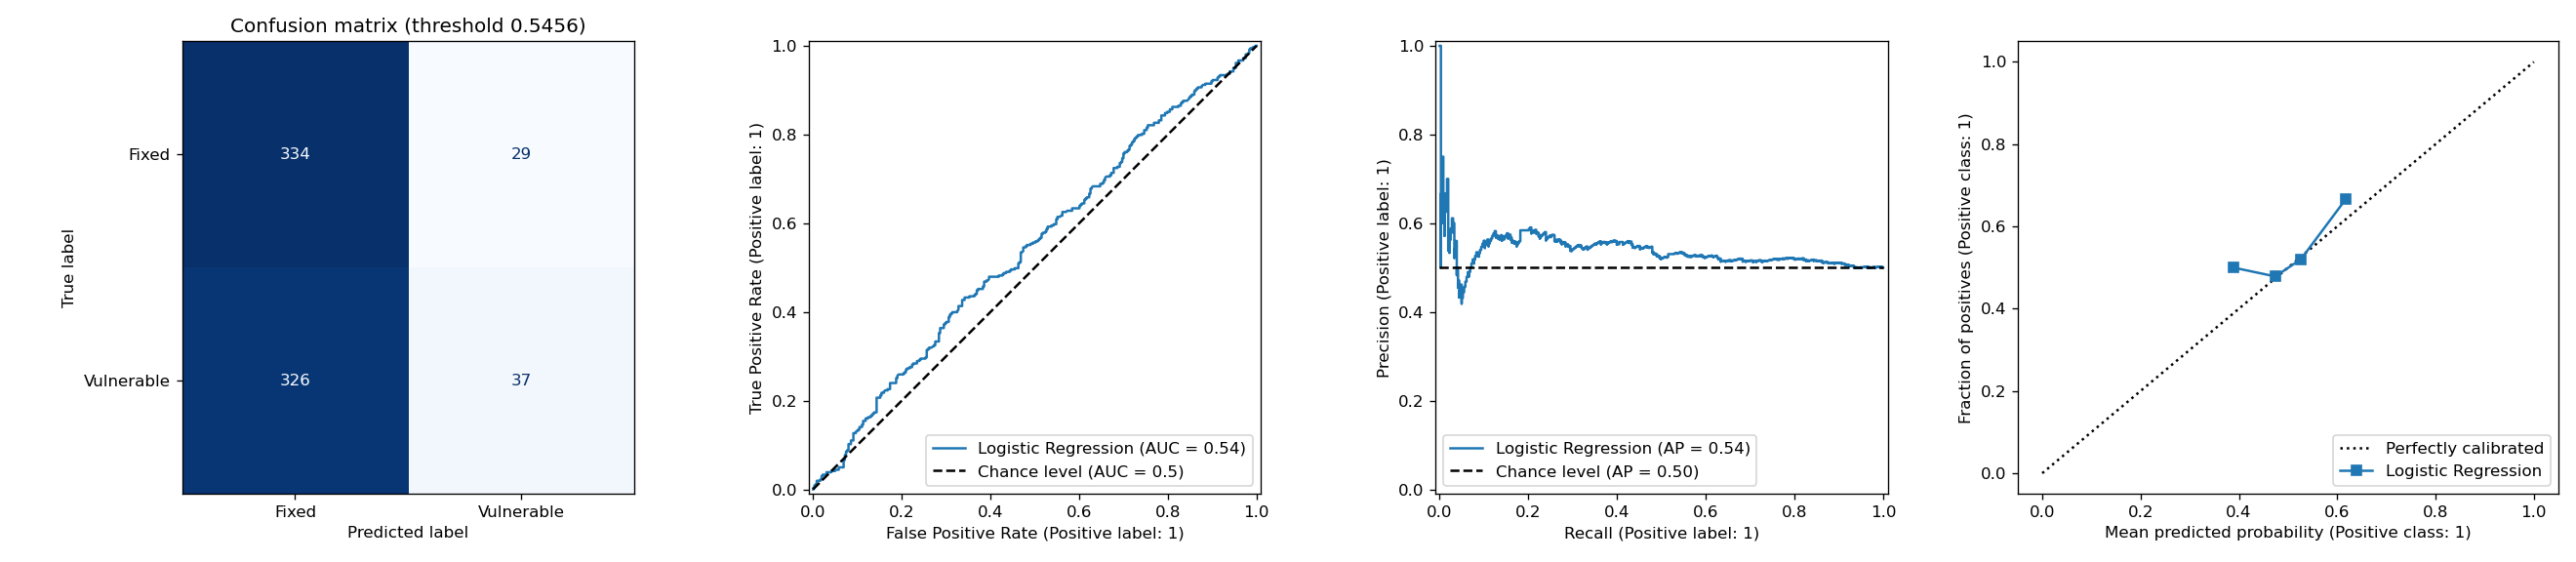 Confusion matrix (threshold 0.5456)
True label
Fixed
Vulnerable
334
29
326
37
Fixed
Vulnerable
Predicted label
True Positive Rate (Positive label: 1)
1.0
0.8
0.6
0.4
0.2
0.0
Logistic Regression (AUC = 0.54)
Chance level (AUC = 0.5)
0.0
0.2
0.4
0.6
0.8
1.0
False Positive Rate (Positive label: 1)
Precision (Positive label: 1)
1.0
0.8
0.6
0.4
0.2
0.0
Logistic Regression (AP = 0.54)
Chance level (AP = 0.50)
0.0
0.2
0.4
0.6
0.8
1.0
Recall (Positive label: 1)
Fraction of positives (Positive class: 1)
1.0
0.8
0.6
0.4
0.2
0.0
Perfectly calibrated
Logistic Regression
0.0
0.2
0.4
0.6
0.8
1.0
Mean predicted probability (Positive class: 1)